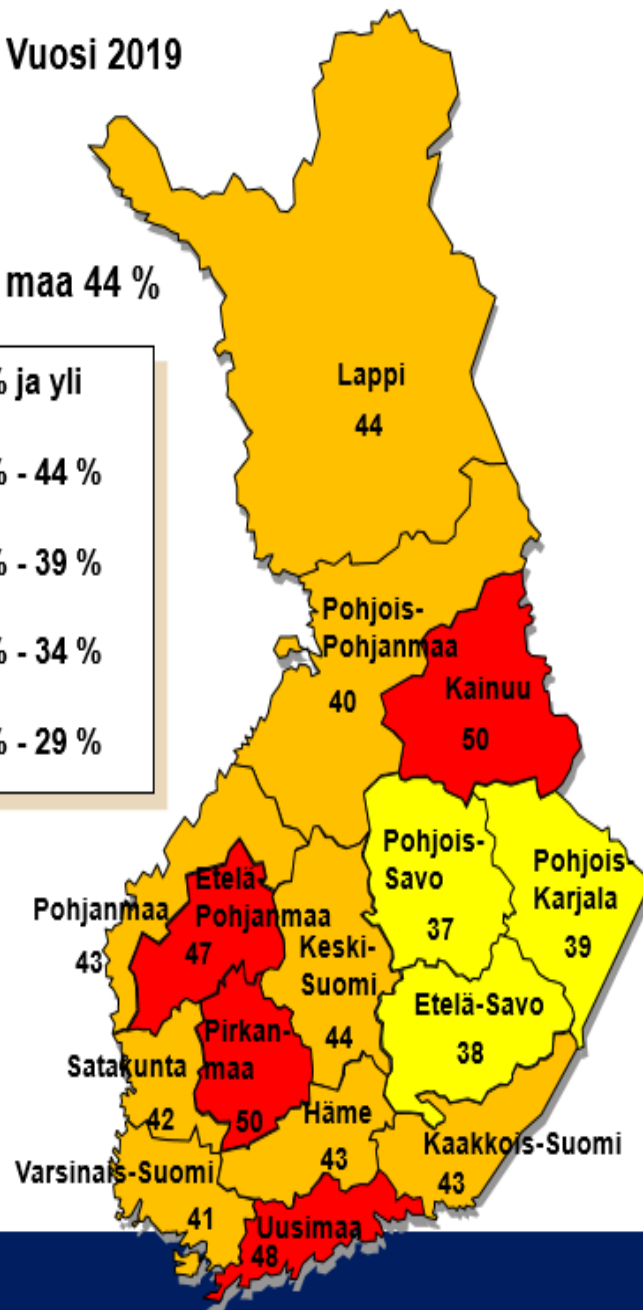 Vuosi 2019
maa 44 %
% ja yli
% - 44 %
% - 39 %
% - 34 %
% - 29 %
Lappi
44
Pohjois-
Pohjanmaa
40
Kainuu
50
Pohjois-
Savo
37
Pohjois-
Karjala
39
Etelä-
Pohjanmaa
47
Pohjanmaa
43
Keski-
Suomi
44
Etelä-Savo
38
Pirkan-
maa
50
Satakunta
42
Häme
43
Kaakkois-Suomi
43
Varsinais-Suomi
41
Uusimaa
48